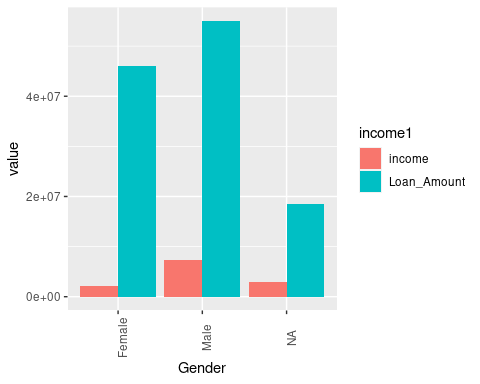 value
4e+07
2e+07
0e+00
Female
Male
NA
Gender
income1
income
Loan_Amount